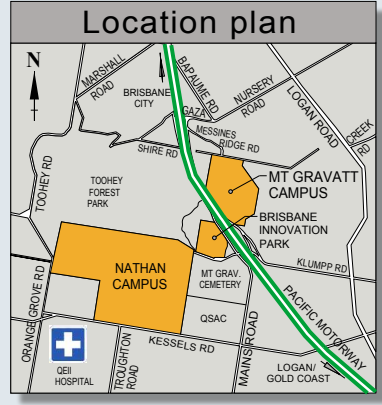 Location plan
N
MARSHALL
ROAD
BRISBANE
CITY
BAPAUME RD
GAZA
NURSERY
ROAD
LOGAN ROAD
MESSINES
RIDGE RD
CREEK
RD
SHIRE RD
TOOHEY RD
TOOHEY
FOREST
PARK
MT GRAVATT
CAMPUS
BRISBANE
INNOVATION
PARK
NATHAN
CAMPUS
MT GRAV.
CEMETERY
KLUMPP RD
ORANGE GROVE RD
QSAC
PACIFIC MOTORWAY
KESSELS RD
MAINS ROAD
QEII
HOSPITAL
TROUGHTON
ROAD
LOGAN/
GOLD COAST